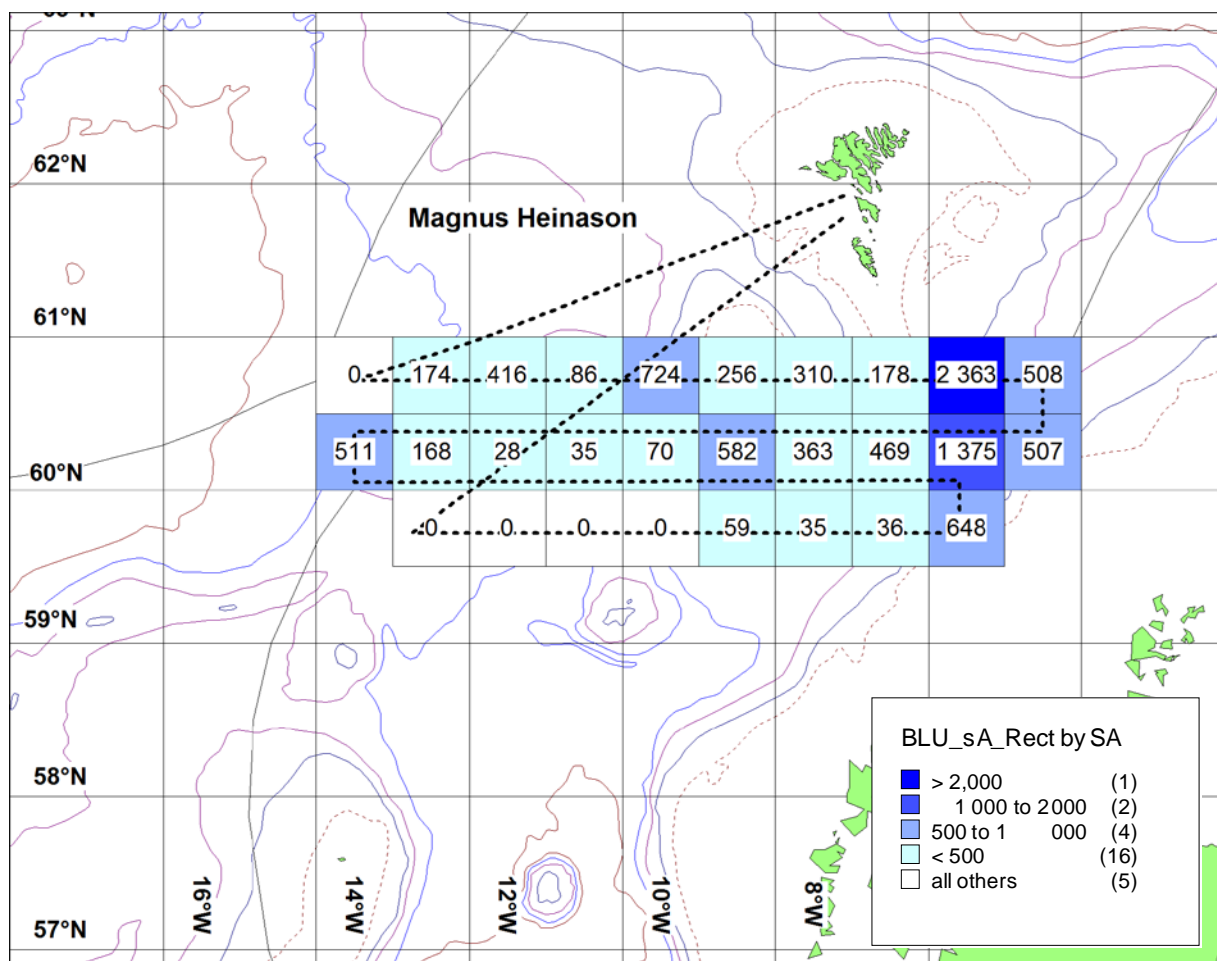 62°N
Magnus Heinason
61°N
0 174 416 86 724 256 310 178 2 363 508
511 168 28 35 70 582 363 469 1 375 507
60°N
0 0 0 0 59 35 36 648
59°N
58°N
57°N
16°W
14°W
12°W
10°W
8°W
BLU_sA_Rect by SA
> 2,000 (1)
1 000 to 2 000 (2)
500 to 1 000 (4)
< 500 (16)
all others (5)